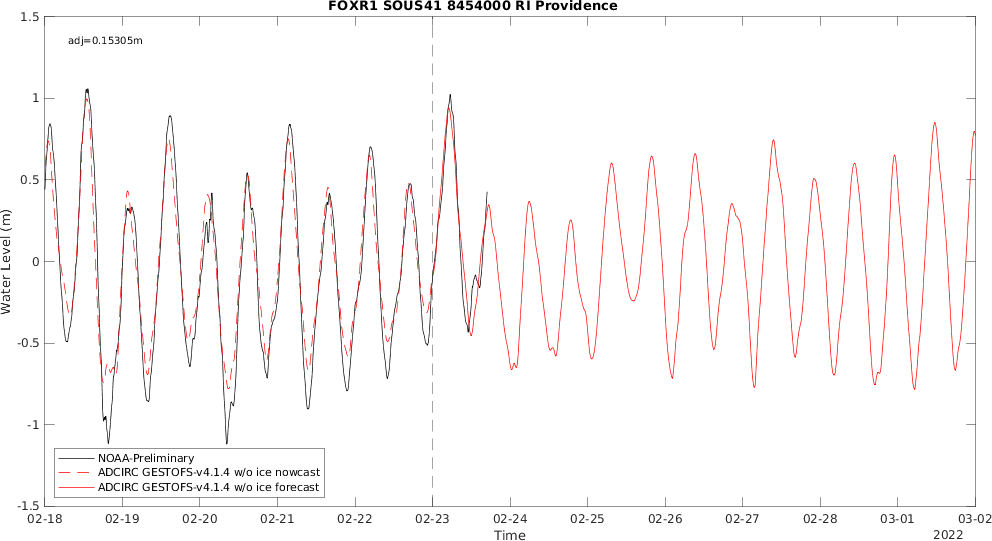 FOXR1 SOUS41 8454000 RI Providence
1.5
adj=0.15305m
1
0.5
0
-0.5
-1
-1.5
Water Level (m)
NOAA-Preliminary
ADCIRC GESTOFS-v4.1.4 w/o ice nowcast
ADCIRC GESTOFS-v4.1.4 w/o ice forecast
02-18 02-19 02-20 02-21 02-22 02-23 02-24 02-25 02-26 02-27 02-28 03-01 03-02
Time
2022